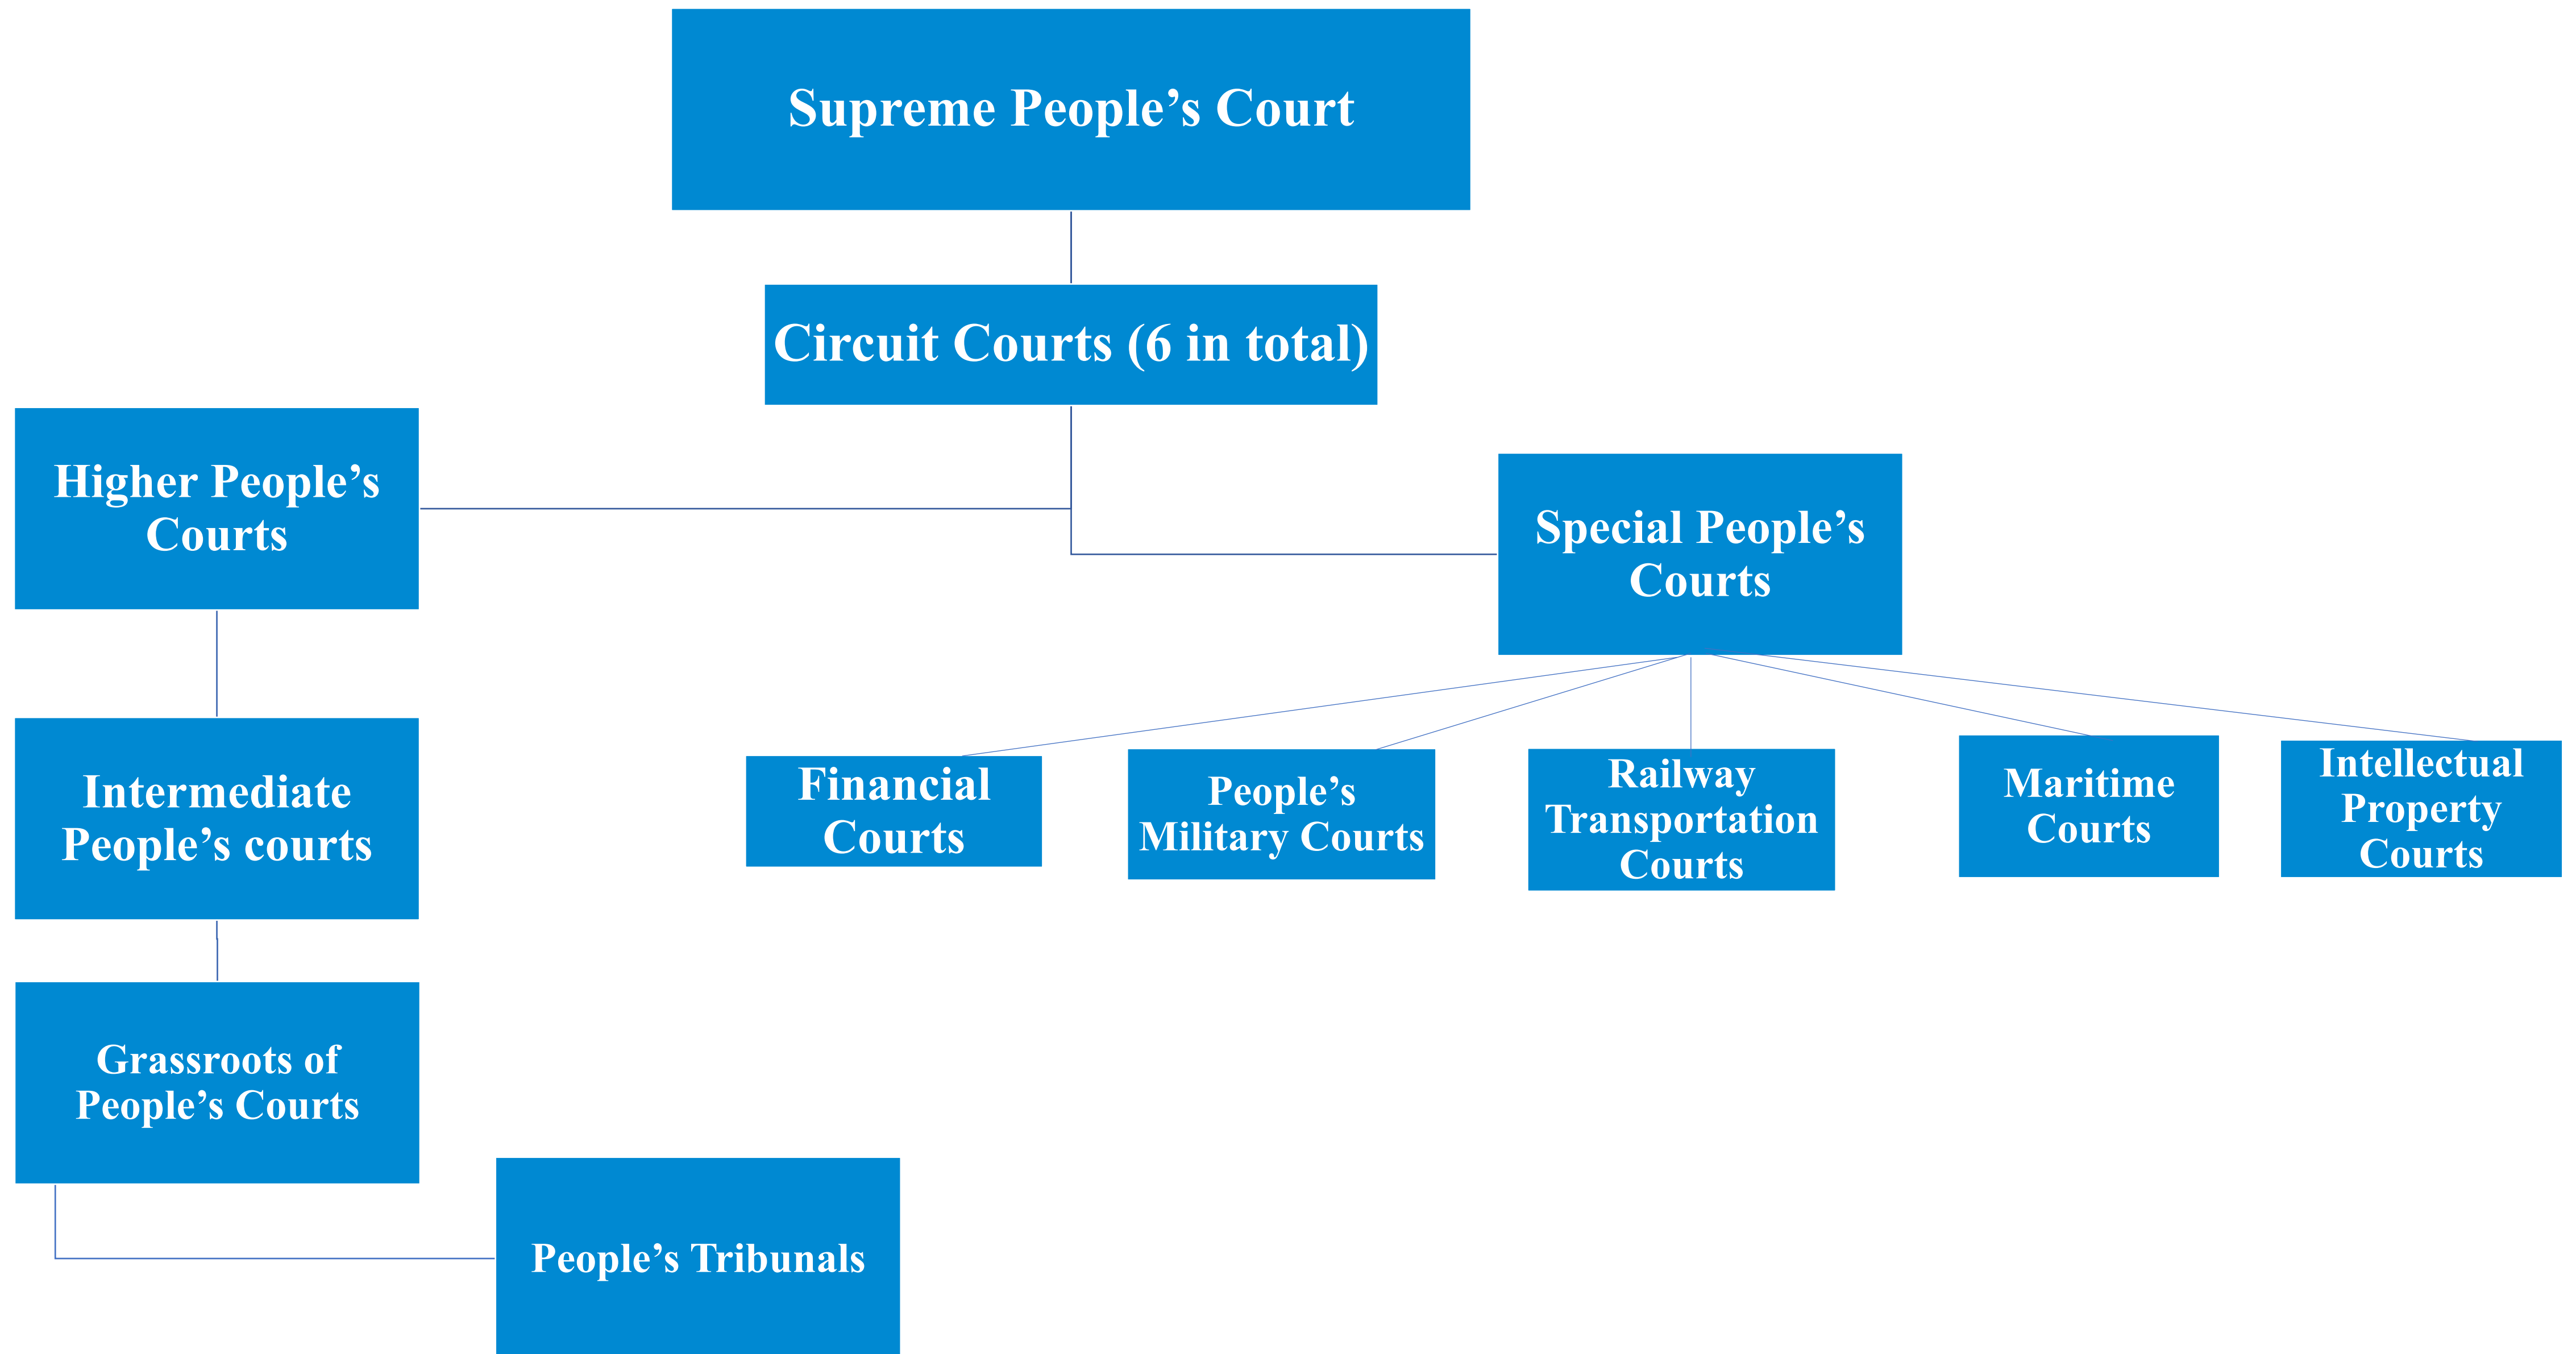 Supreme People’s Court
Circuit Courts (6 in total)
Higher People’s
Courts
Special People’s
Courts
Intermediate
People’s courts
Financial
Courts
People’s
Military Courts
Railway
Transportation
Courts
Maritime
Courts
Intellectual
Property
Courts
Grassroots of
People’s Courts
People’s Tribunals